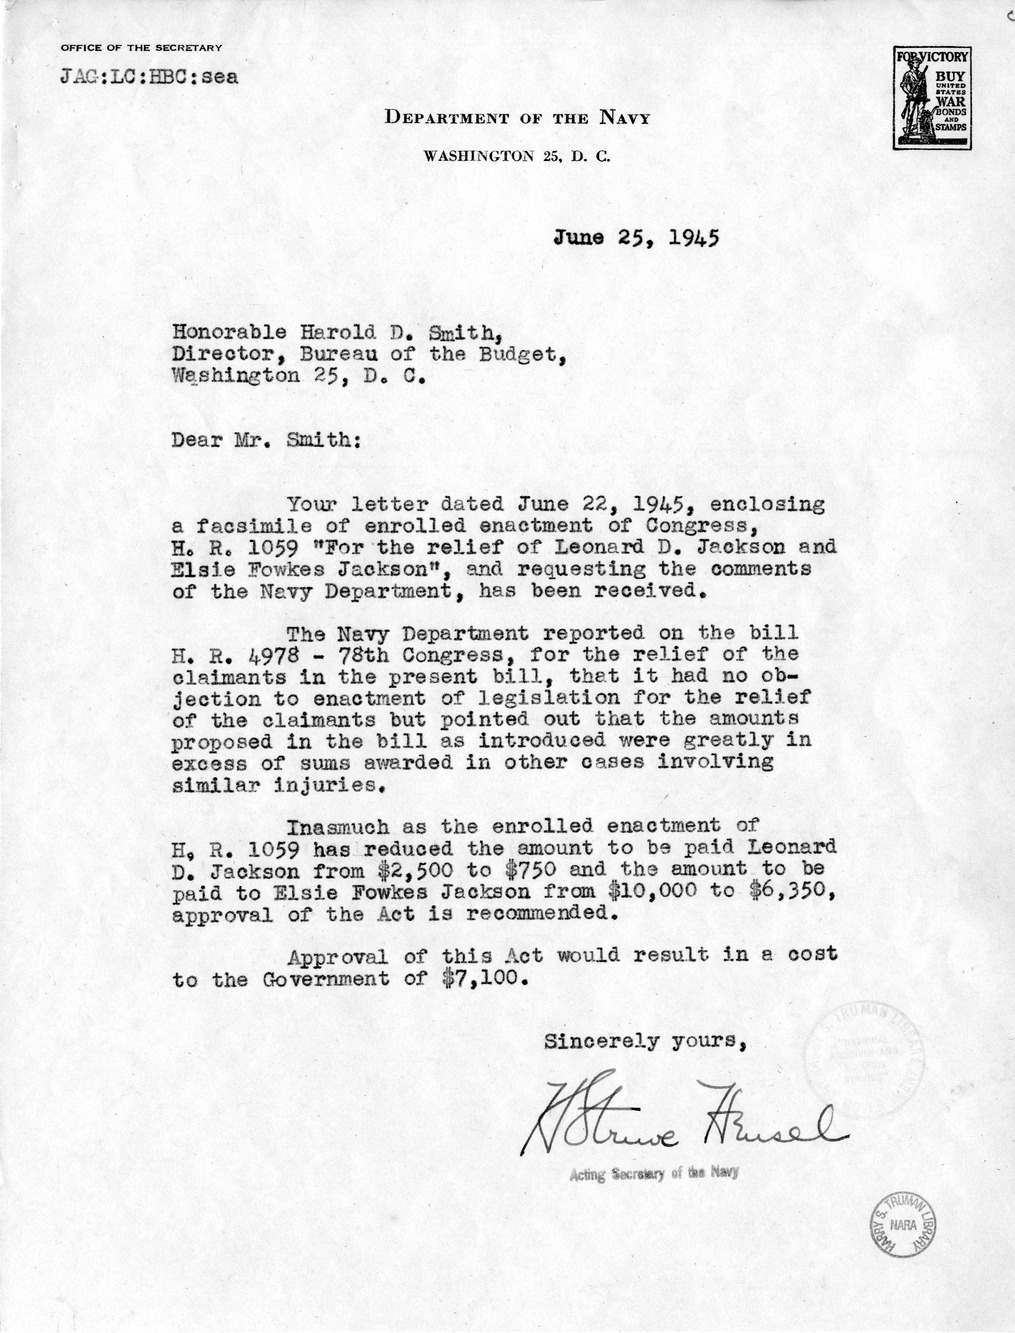 OFFICE OF THE SECRETARY
JAG:LC:HBC:sea
FOR VICTORY
BUY
UNITED
STATES
WAR
BONDS
AND
STAMPS
DEPARTMENT OF THE NAVY
WASHINGTON 25, D. C.
June 25, 1945
Honorable Harold D. Smith,
Director, Bureau of the Budget,
Washington 25, D. C.
Dear Mr. Smith:
Your letter dated June 22, 1945, enclosing
a facsimile of enrolled enactment of Congress,
H. R. 1059 "For the relief of Leonard D. Jackson and
Elsie Fowkes Jackson", and requesting the comments
of the Navy Department, has been received.
The Navy Department reported on the bill
H. R. 4978 - 78th Congress, for the relief of the
claimants in the present bill, that it had no ob-
jection to enactment of legislation for the relief
of the claimants but pointed out that the amounts
proposed in the bill as introduced were greatly in
excess of sums awarded in other cases involving
similar injuries.
Inasmuch as the enrolled enactment of
H. R. 1059 has reduced the amount to be paid Leonard
D. Jackson from $2,500 to $750 and the amount to be
paid to Elsie Fowkes Jackson from $10,000 to $6,350,
approval of the Act is recommended.
Approval of this Act would result in a cost
to the Government of $7,100.
Sincerely yours,
H Struve Hensel
Acting Secretary of the Navy
TRUMAN LIBRARY
HARRY S. TRUMAN LIBRARY
NARA